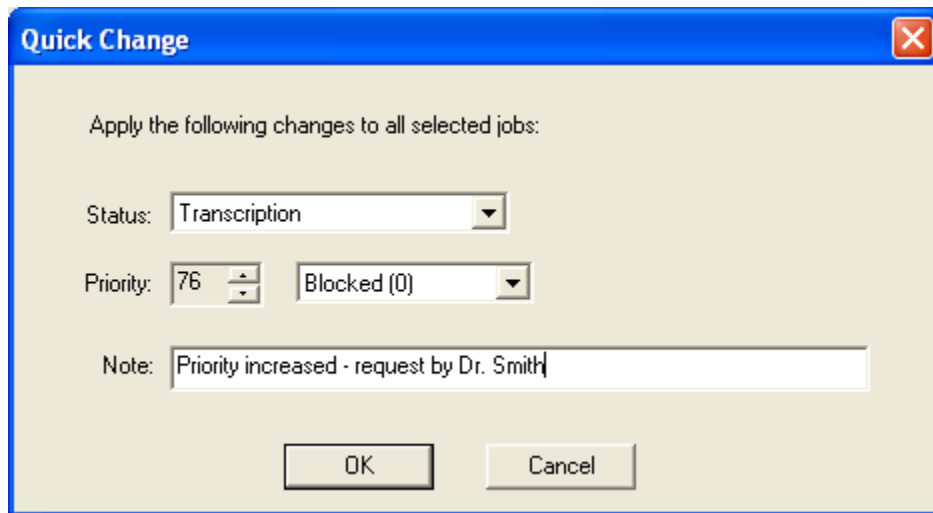 Quick Change
Apply the following changes to all selected jobs:
Status: Transcription
Priority: 76 Blocked (0)
Note: Priority increased - request by Dr. Smith
OK Cancel